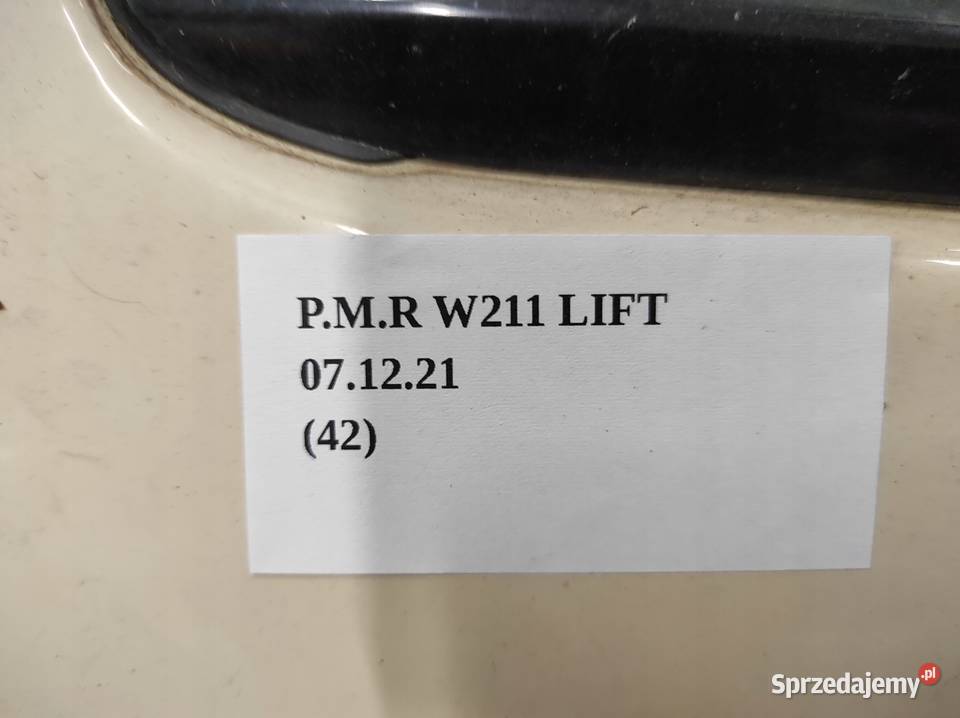 P.M.R W211 LIFT
07.12.21
(42)
Sprzedajemy.pl